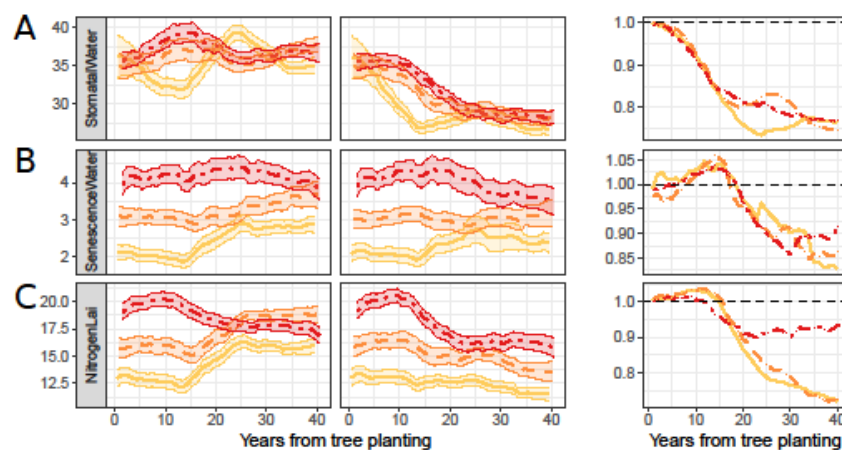 A
StomatalWater
40
35
30
1.0
0.9
0.8
B
SenescenceWater
4
3
2
1.05
1.00
0.95
0.90
0.85
C
NitrogenLai
20.0
17.5
15.0
12.5
1.0
0.9
0.8
0 10 20 30 40 0 10 20 30 40 0 10 20 30 40
Years from tree planting Years from tree planting